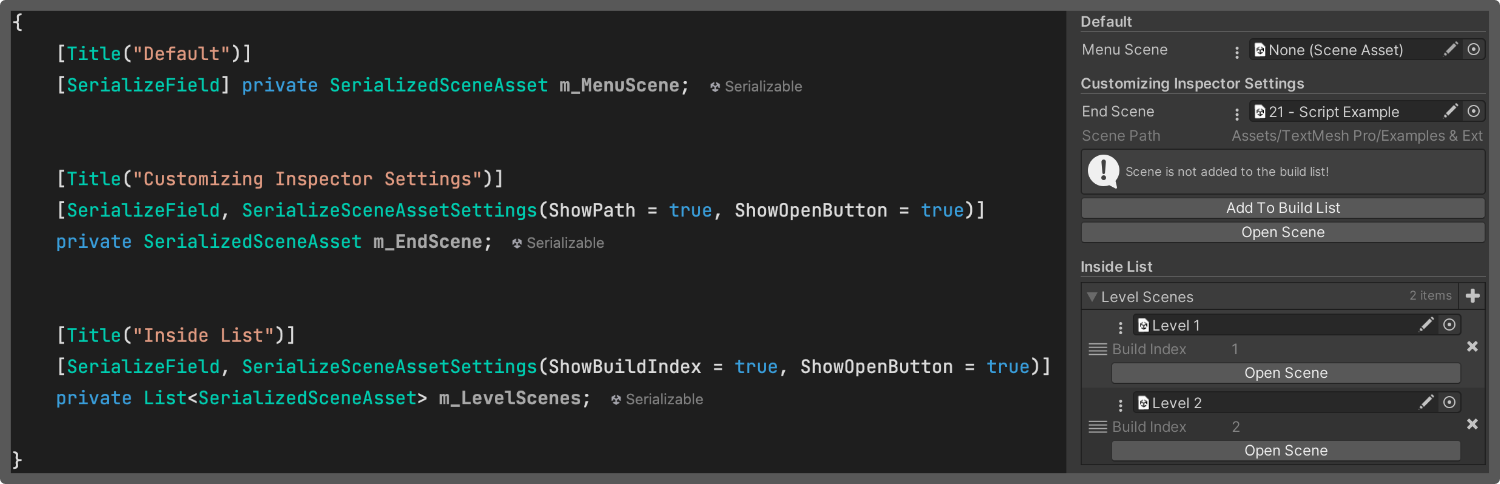 {
[Title("Default")]
[SerializeField] private SerializedSceneAsset m_MenuScene; Serializable
[Title("Customizing Inspector Settings")]
[SerializeField, SerializeSceneAssetSettings(ShowPath = true, ShowOpenButton = true)]
private SerializedSceneAsset m_EndScene; Serializable
[Title("Inside List")]
[SerializeField, SerializeSceneAssetSettings(ShowBuildIndex = true, ShowOpenButton = true)]
private List<SerializedSceneAsset> m_LevelScenes; Serializable
}
Default
Menu Scene None (Scene Asset)
Customizing Inspector Settings
End Scene 21 - Script Example
Scene Path Assets/TextMesh Pro/Examples & Ext
Scene is not added to the build list!
Add To Build List
Open Scene
Inside List
Level Scenes 2 items
Level 1
Build Index 1
Open Scene
Level 2
Build Index 2
Open Scene